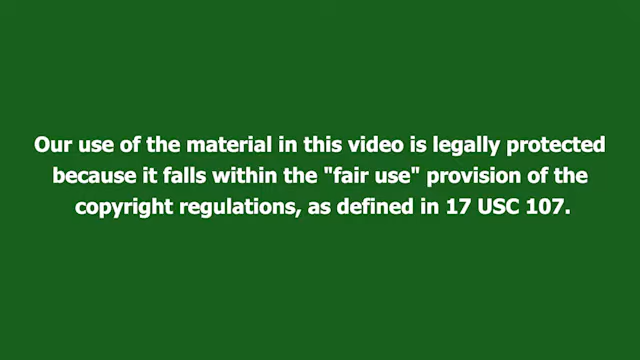 Our use of the material in this video is legally protected
because it falls within the "fair use" provision of the
copyright regulations, as defined in 17 USC 107.